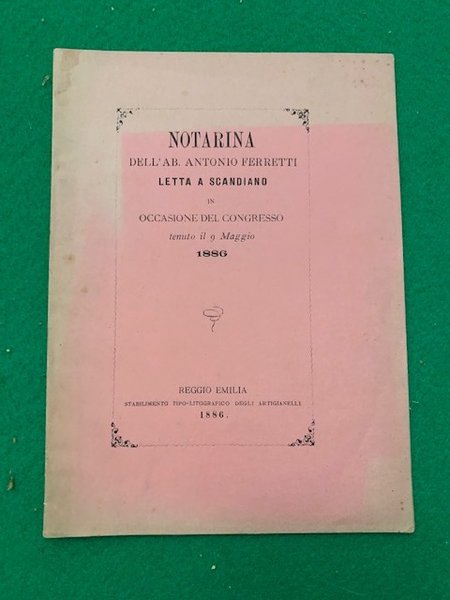 NOTARINA
DELL'AB. ANTONIO FERRETTI
LETTA A SCANDIANO
IN
OCCASIONE DEL CONGRESSO
tenuto il 9 Maggio
1886
REGGIO EMILIA
STABILIMENTO TIPO-LITOGRAFICO DEGLI ARTIGIANELLI
1886.